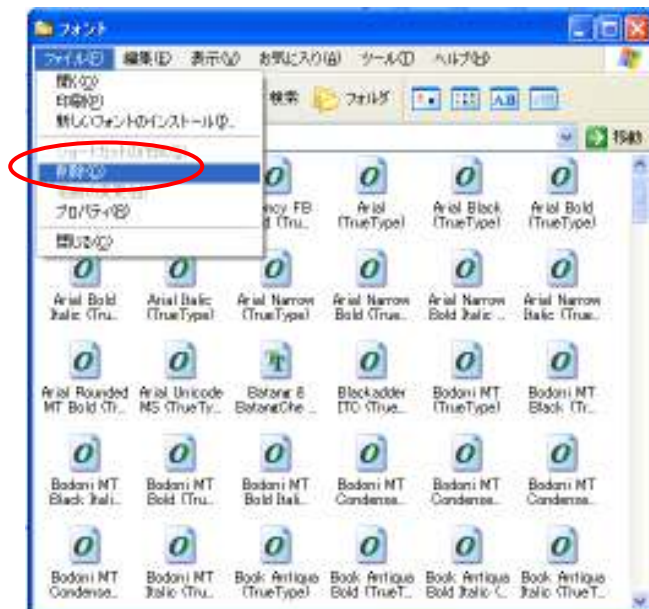 フォント
ファイル(F) 編集(E) 表示(V) お気に入り(A) ツール(T) ヘルプ(H)
開く(O)
印刷(P)
新しいフォントのインストール(I)...
削除(D)
プロパティ(R)
閉じる(C)
検索 フォルダ
移動
Arial (TrueType)
Arial Black (TrueType)
Arial Bold (TrueType)
Arial Bold Italic (Tru...
Arial Italic (TrueType)
Arial Narrow (TrueType)
Arial Narrow Bold (True...
Arial Narrow Bold Italic ...
Arial Narrow Italic (True...
Arial Rounded MT Bold (Tr...
Arial Unicode MS (TrueTy...
Batang & BatangChe ...
Blackadder ITC (True...
Bodoni MT (TrueType)
Bodoni MT Black (Tr...
Bodoni MT Black Itali...
Bodoni MT Bold (Tru...
Bodoni MT Bold Itali...
Bodoni MT Condense...
Bodoni MT Condense...
Bodoni MT Condense...
Bodoni MT Condense...
Bodoni MT Italic (Tru...
Book Antiqua (TrueType)
Book Antiqua Bold (TrueT...
Book Antiqua Bold Italic (...
Book Antiqua Italic (TrueT...